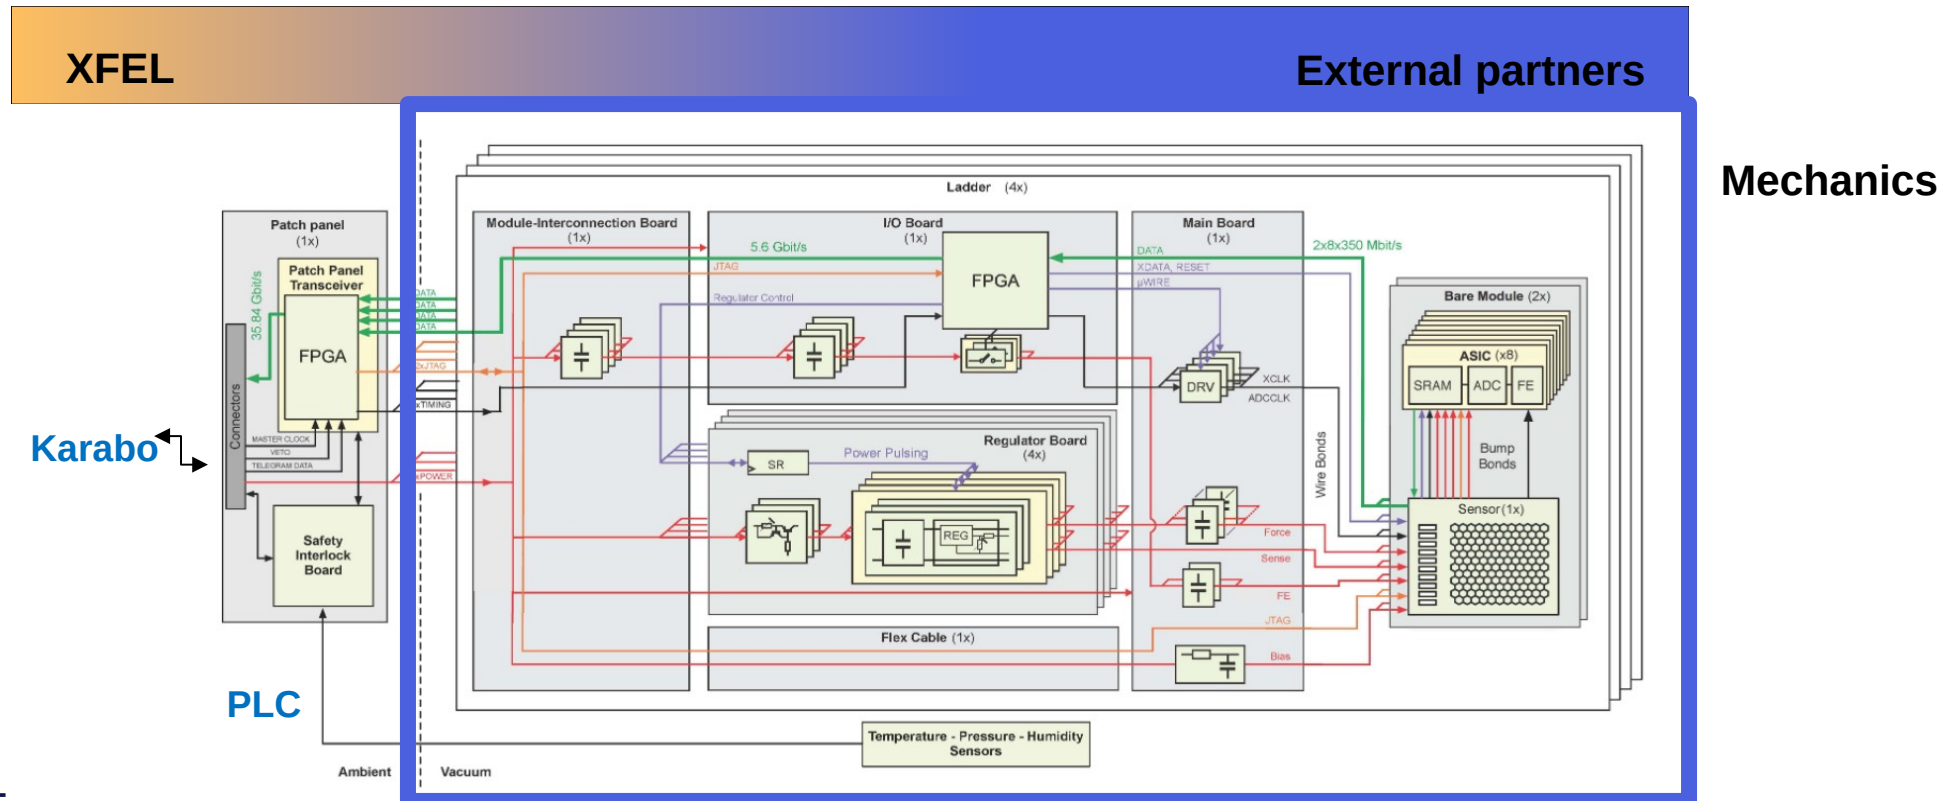 XFEL
External partners
Mechanics
Ladder (4x)
Patch panel
(1x)
Patch Panel
Transceiver
FPGA
35.84 Gbit/s
Connectors
MASTER CLOCK
VETO
TELEGRAM DATA
Safety
Interlock
Board
Karabo
PLC
DATA
DATA
DATA
DATA
2xJTAG
xTIMING
xPOWER
Module-Interconnection Board
(1x)
I/O Board
(1x)
5.6 Gbit/s
JTAG
Regulator Control
FPGA
Main Board
(1x)
DATA
XDATA, RESET
µWIRE
2x8x350 Mbit/s
DRV
XCLK
ADCCLK
Wire Bonds
Bare Module (2x)
ASIC (x8)
SRAM
ADC
FE
Bump
Bonds
Sensor(1x)
Regulator Board
(4x)
SR
Power Pulsing
REG
Force
Sense
FE
JTAG
Bias
Flex Cable (1x)
Temperature - Pressure - Humidity
Sensors
Ambient
Vacuum